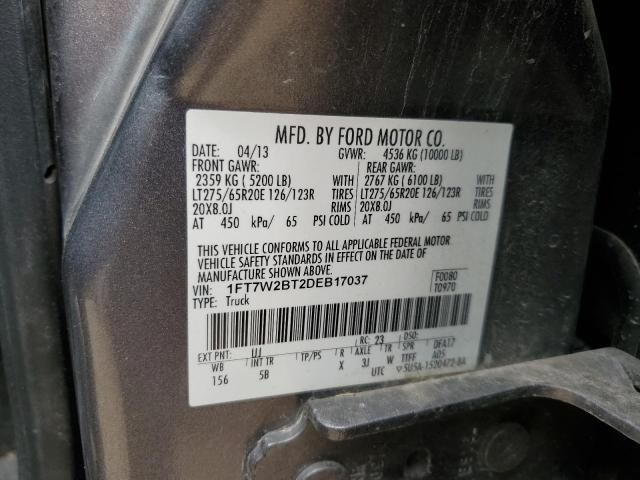 MFD. BY FORD MOTOR CO.
DATE: 04/13 GVWR: 4536 KG (10000 LB)
FRONT GAWR: REAR GAWR:
2359 KG ( 5200 LB) WITH 2767 KG ( 6100 LB) WITH
LT275/65R20E 126/123R TIRES LT275/65R20E 126/123R TIRES
20X8.0J RIMS 20X8.0J RIMS
AT 450 kPa/ 65 PSI COLD AT 450 kPa/ 65 PSI COLD
THIS VEHICLE CONFORMS TO ALL APPLICABLE FEDERAL MOTOR
VEHICLE SAFETY STANDARDS IN EFFECT ON THE DATE OF
MANUFACTURE SHOWN ABOVE.
VIN: 1FT7W2BT2DEB17037 F0080
TYPE: Truck T0970
RC: 23 DSO:
EXT PNT: UJ
WB INT TR TP/PS R AXLE TR SPR DFA17
156 5B X 3J W TIFF A05
UTC ▽5U5A-1520472-BA